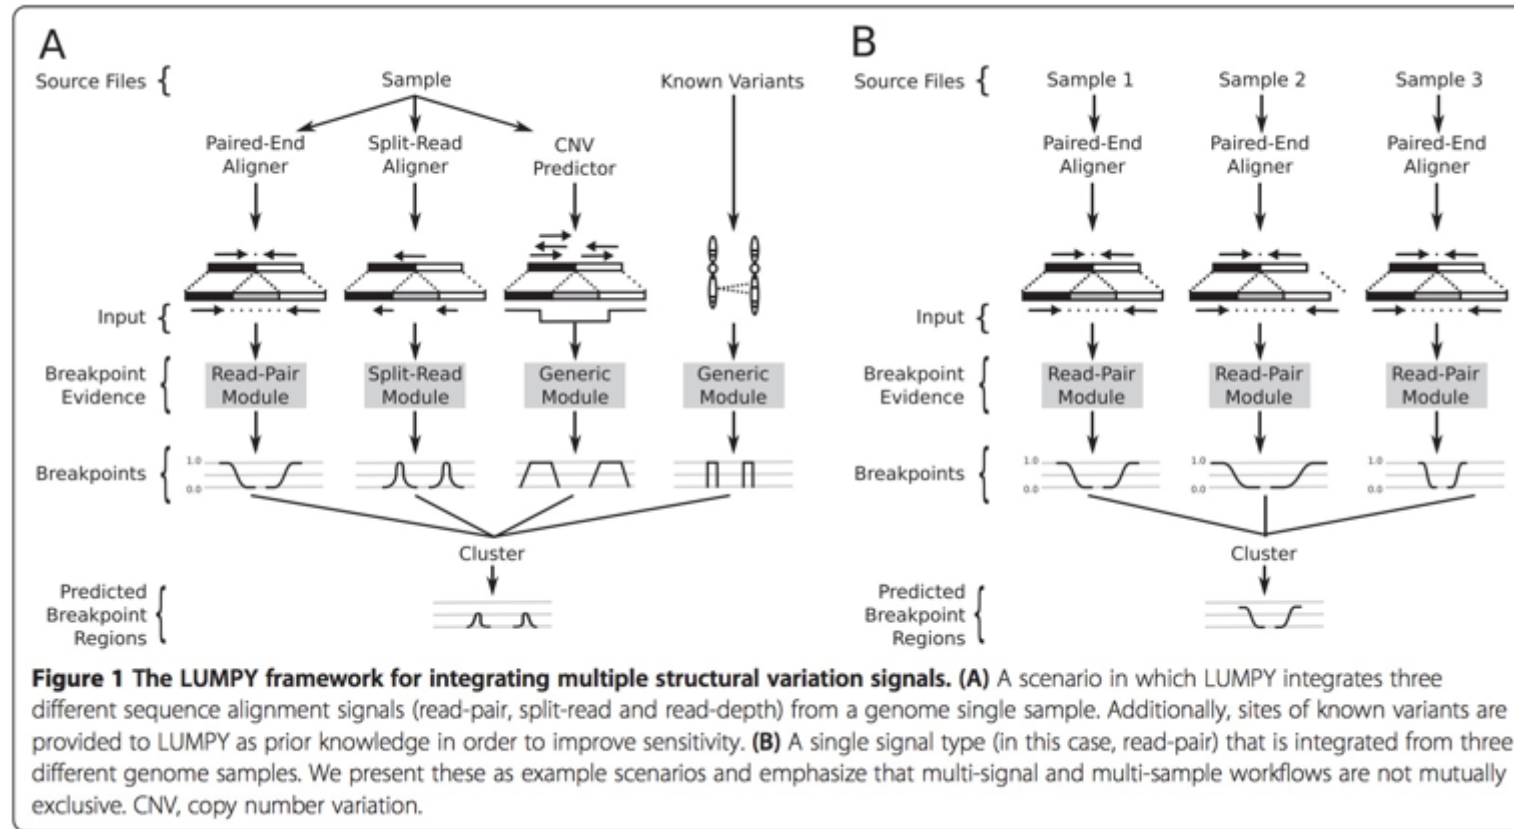 A
B
Source Files {
Sample
Known Variants
Source Files {
Sample 1
Sample 2
Sample 3
Paired-End
Aligner
Split-Read
Aligner
CNV
Predictor
Paired-End
Aligner
Paired-End
Aligner
Paired-End
Aligner
Input {
Input {
Breakpoint
Evidence {
Read-Pair
Module
Split-Read
Module
Generic
Module
Generic
Module
Breakpoint
Evidence {
Read-Pair
Module
Read-Pair
Module
Read-Pair
Module
Breakpoints {
1.0
0.0
Breakpoints {
1.0
0.0
1.0
0.0
1.0
0.0
Cluster
Cluster
Predicted
Breakpoint
Regions {
Predicted
Breakpoint
Regions {
Figure 1 The LUMPY framework for integrating multiple structural variation signals. (A) A scenario in which LUMPY integrates three
different sequence alignment signals (read-pair, split-read and read-depth) from a genome single sample. Additionally, sites of known variants are
provided to LUMPY as prior knowledge in order to improve sensitivity. (B) A single signal type (in this case, read-pair) that is integrated from three
different genome samples. We present these as example scenarios and emphasize that multi-signal and multi-sample workflows are not mutually
exclusive. CNV, copy number variation.